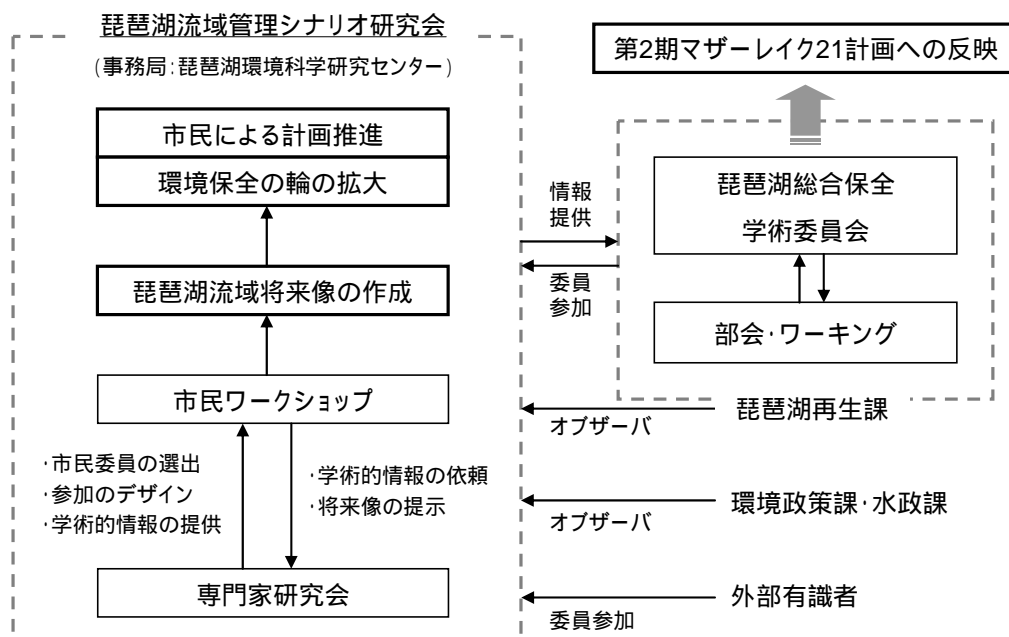 琵琶湖流域管理シナリオ研究会
(事務局:琵琶湖環境科学研究センター)
市民による計画推進
環境保全の輪の拡大
琵琶湖流域将来像の作成
市民ワークショップ
·市民委員の選出
·参加のデザイン
·学術的情報の提供
·学術的情報の依頼
·将来像の提示
専門家研究会
情報
提供
委員
参加
第2期マザーレイク21計画への反映
琵琶湖総合保全
学術委員会
部会·ワーキング
琵琶湖再生課
オブザーバ
環境政策課·水政課
オブザーバ
外部有識者
委員参加